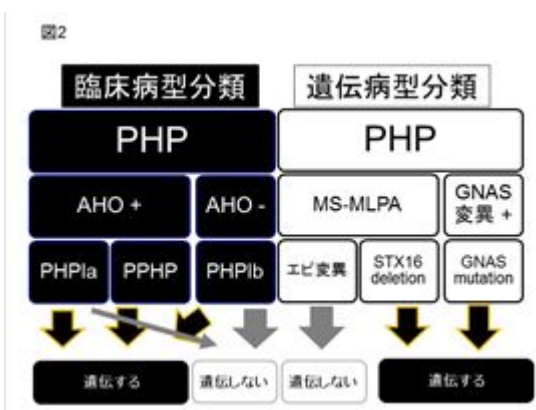 図2
臨床病型分類
遺伝病型分類
PHP
PHP
AHO +
AHO -
MS-MLPA
GNAS
変異 +
PHPIa
PPHP
PHPIb
エピ変異
STX16
deletion
GNAS
mutation
遺伝する
遺伝しない
遺伝しない
遺伝する